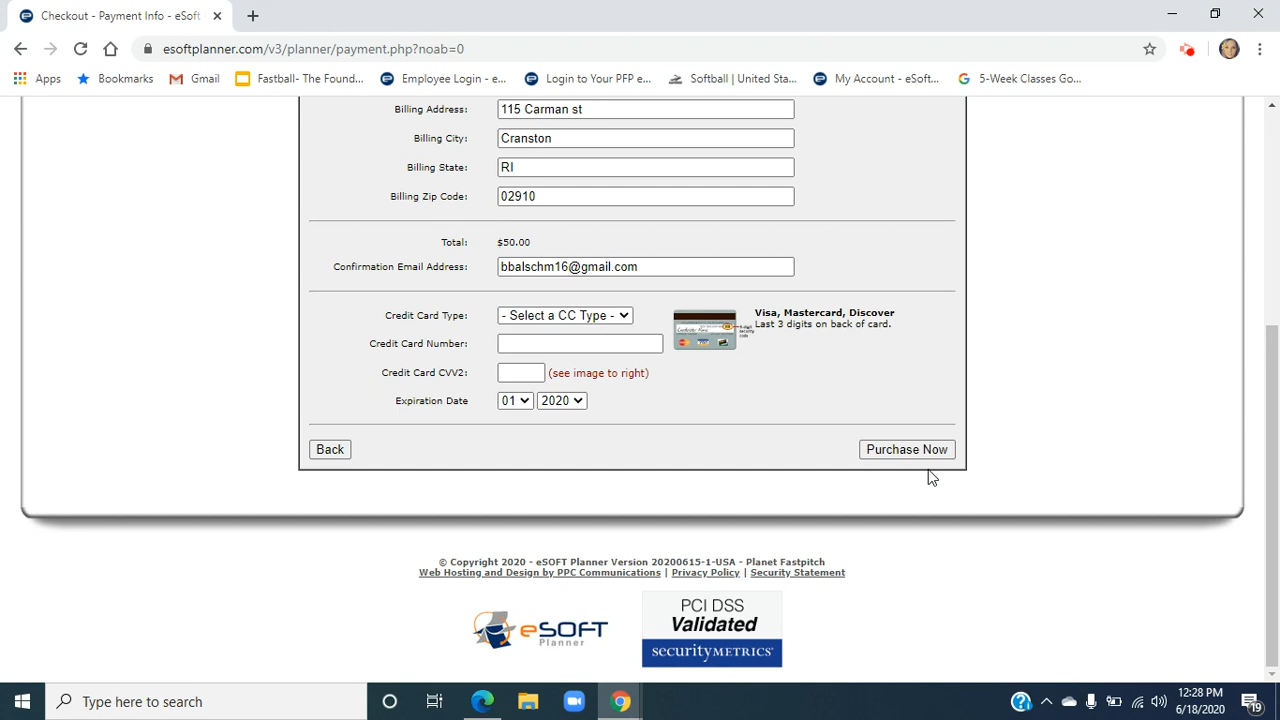 Checkout - Payment Info - eSoft
esoftplanner.com/v3/planner/payment.php?noab=0
Apps Bookmarks Gmail Fastball- The Found... Employee Login - e... Login to Your PFP e... Softball | United Sta... My Account - eSoft... 5-Week Classes Go...
Billing Address: 115 Carman st
Billing City: Cranston
Billing State: RI
Billing Zip Code: 02910
Total: $50.00
Confirmation Email Address: bbalschm16@gmail.com
Credit Card Type: - Select a CC Type - Visa, Mastercard, Discover
Last 3 digits on back of card.
Credit Card Number:
Credit Card CVV2: (see image to right)
Expiration Date 01 2020
Back Purchase Now
© Copyright 2020 - eSOFT Planner Version 20200615-1-USA - Planet Fastpitch
Web Hosting and Design by PPC Communications | Privacy Policy | Security Statement
eSOFT
Planner
PCI DSS
Validated
securityMETRICS®
Type here to search
12:28 PM
6/18/2020
19